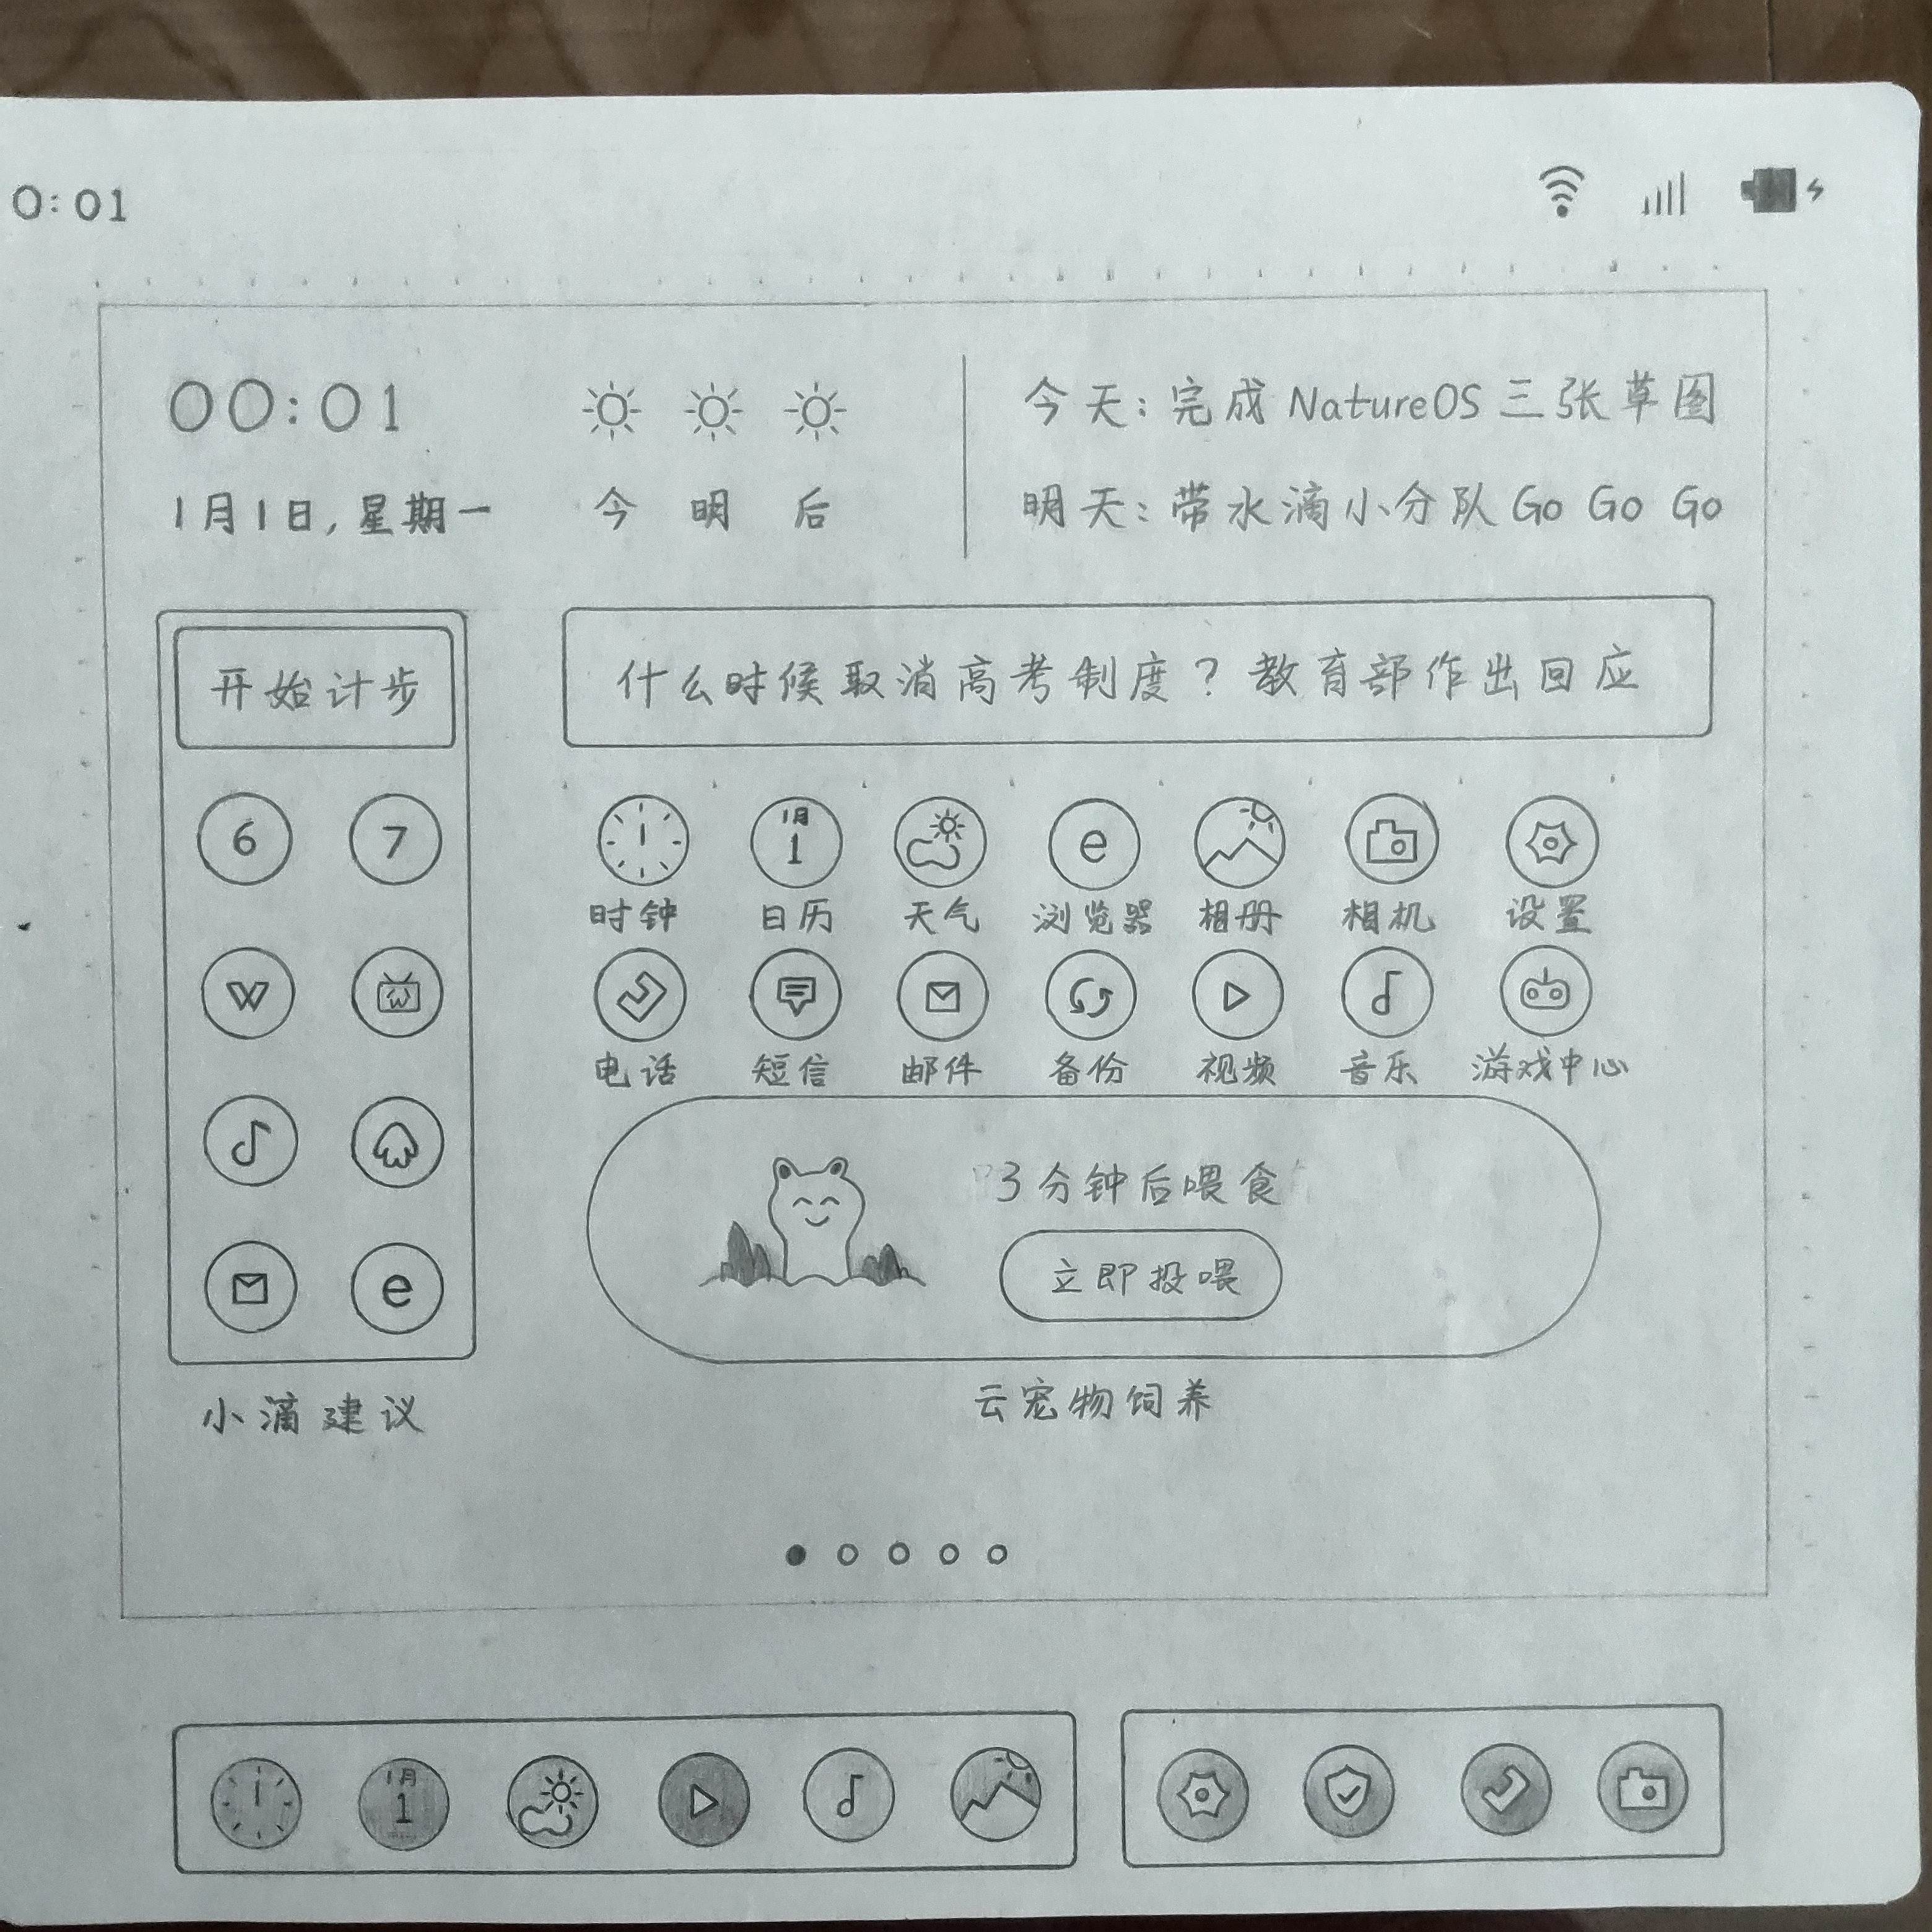 0:01
00:01
1月1日,星期一
今 明 后
今天:完成 NatureOS 三张草图
明天:带水滴小分队 Go Go Go
开始计步
什么时候取消高考制度?教育部作出回应
6 7
1月
1
e
时钟 日历 天气 浏览器 相册 相机 设置
W
电话 短信 邮件 备份 视频 音乐 游戏中心
3分钟后喂食
立即投喂
e
小滴建议
云宠物饲养
1月
1